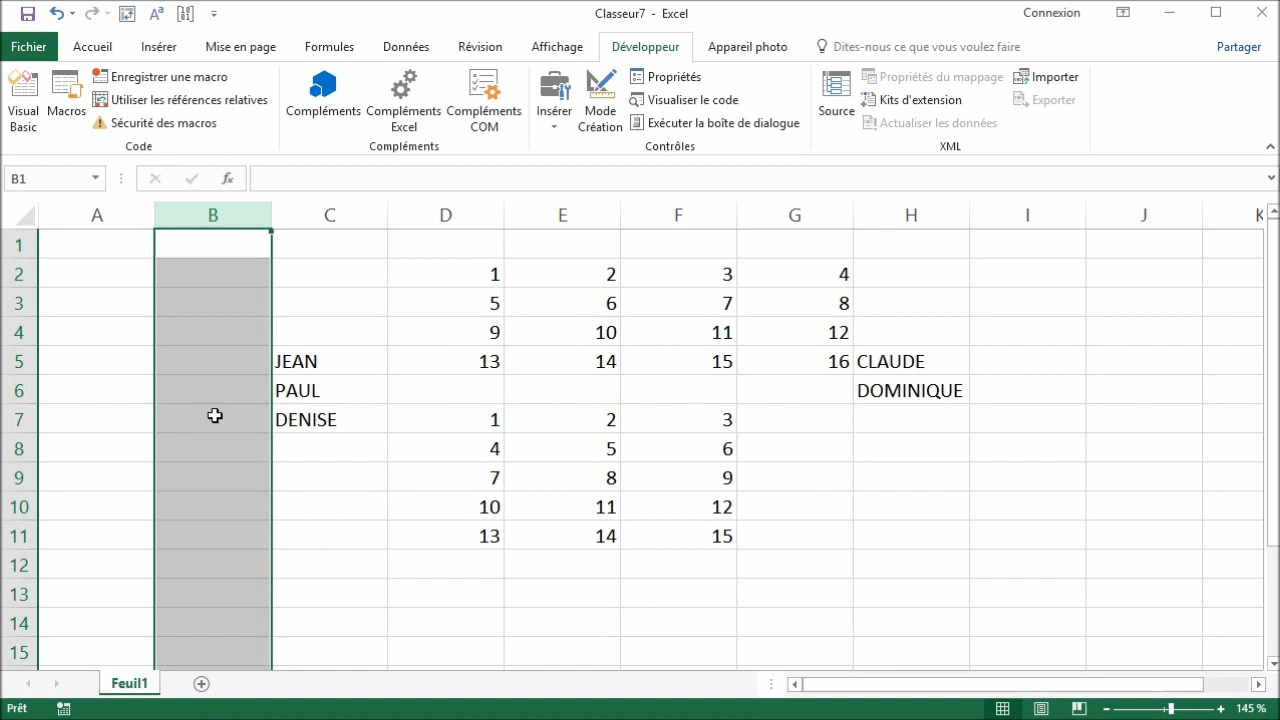 Classeur7 - Excel
Connexion
Fichier Accueil Insérer Mise en page Formules Données Révision Affichage Développeur Appareil photo Dites-nous ce que vous voulez faire Partager
Visual Basic
Macros
Enregistrer une macro
Utiliser les références relatives
Sécurité des macros
Code
Compléments
Compléments Excel
Compléments COM
Compléments
Insérer
Mode Création
Propriétés
Visualiser le code
Exécuter la boîte de dialogue
Contrôles
Source
Propriétés du mappage
Kits d'extension
Actualiser les données
Importer
Exporter
XML
B1 fx
A B C D E F G H I J K
1
2 1 2 3 4
3 5 6 7 8
4 9 10 11 12
5 JEAN 13 14 15 16 CLAUDE
6 PAUL DOMINIQUE
7 DENISE 1 2 3
8 4 5 6
9 7 8 9
10 10 11 12
11 13 14 15
12
13
14
15
Feuil1
Prêt 145 %